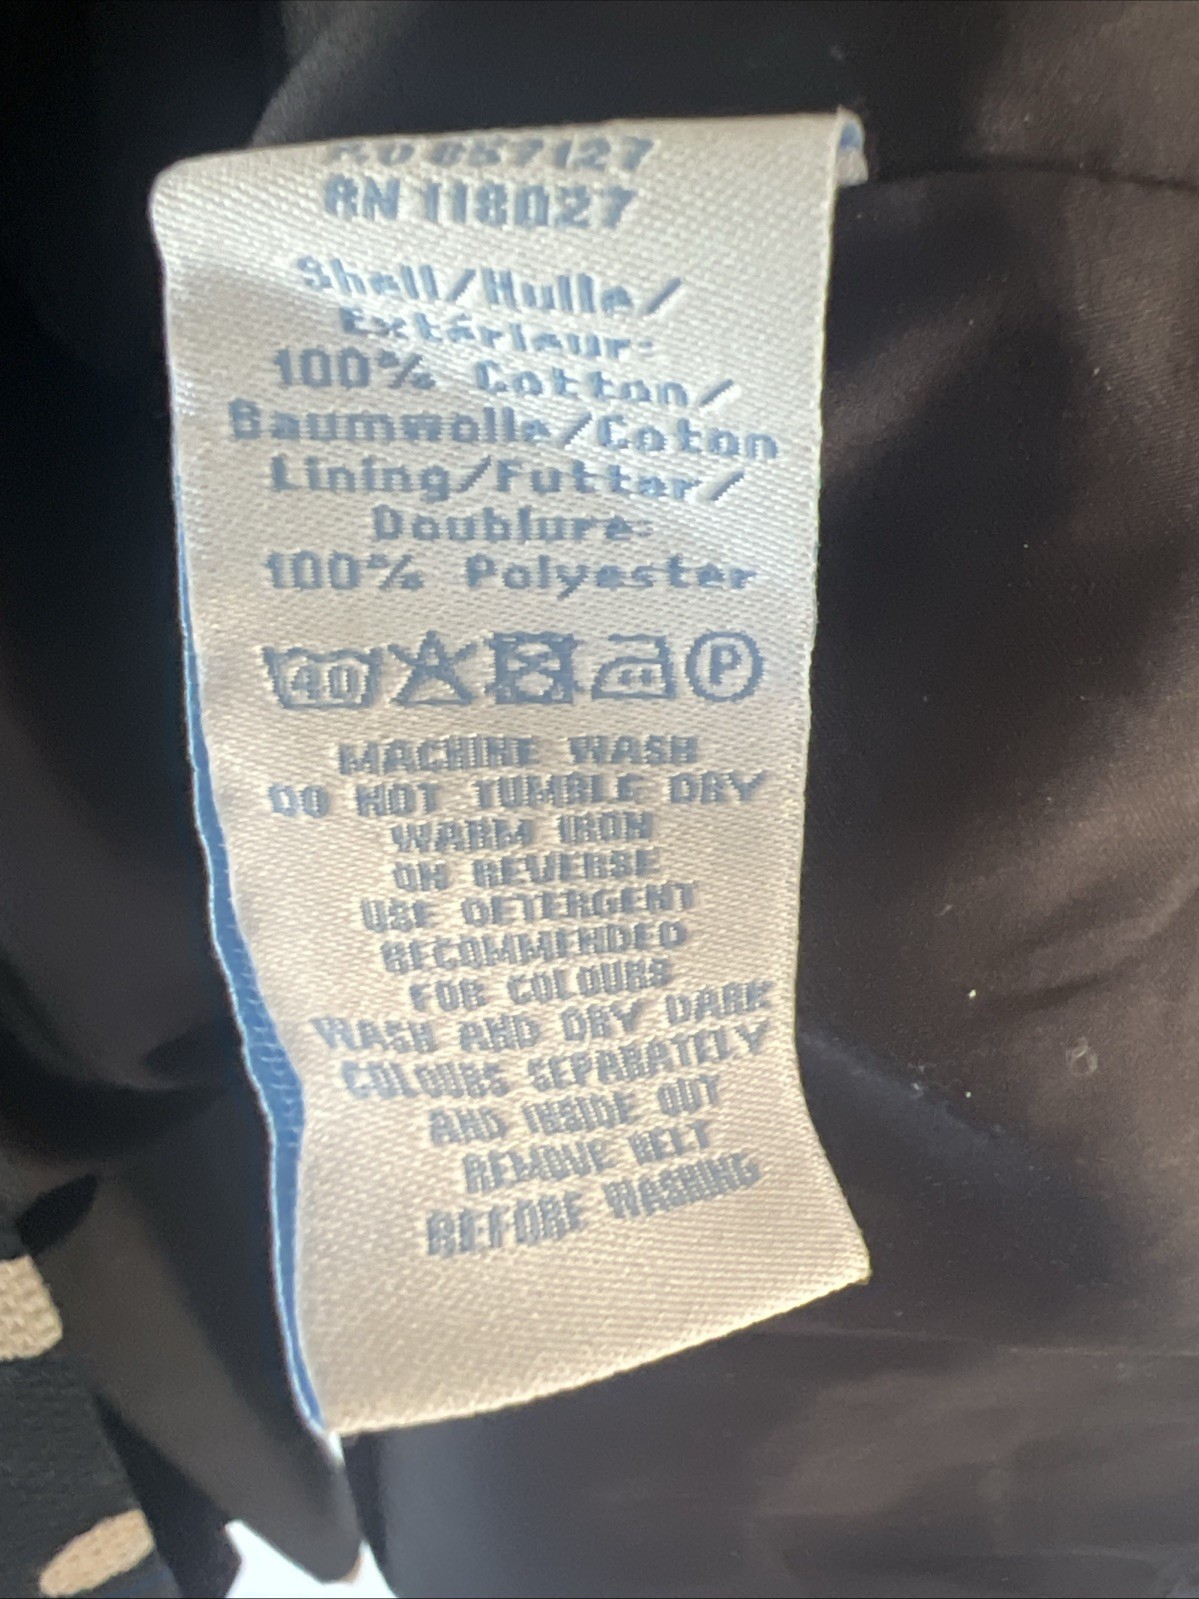 657127
RN 118027
Shell/Hülle/
Extérieur:
100% Cotton/
Baumwolle/Coton
Lining/Futter/
Doublure:
100% Polyester
40 P
MACHINE WASH
DO NOT TUMBLE DRY
WARM IRON
ON REVERSE
USE DETERGENT
RECOMMENDED
FOR COLOURS
WASH AND DRY DARK
COLOURS SEPARATELY
AND INSIDE OUT
REMOVE BELT
BEFORE WASHING